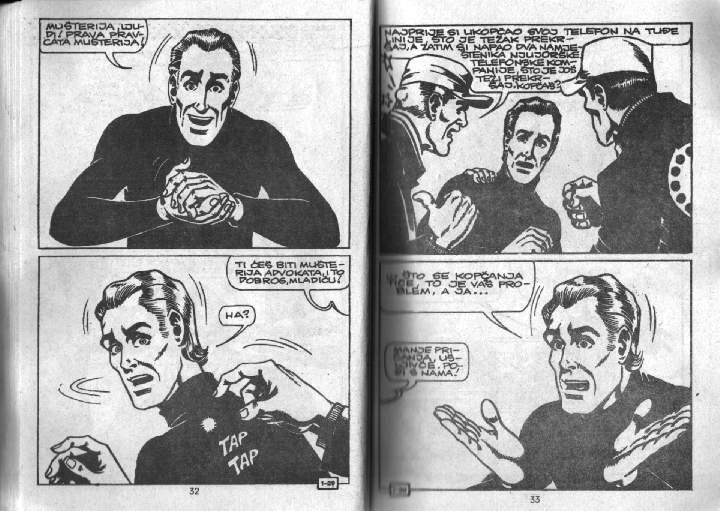 MUŠTERIJA, LJU-
DI! PRAVA PRAV-
CATA MUŠTERIJA!
TI ĆEŠ BITI MUŠTE-
RIJA ADVOKATA, I TO
DOBROG, MLADIĆU!
HA?
TAP
TAP
1-29
32
NAJPRIJE SI UKOPČAO SVOJ TELEFON NA TUĐE
LINIJE, ŠTO JE TEŽAK PREKR-
ŠAJ, A ZATIM SI NAPAO DVA NAMJE-
ŠTENIKA NJUJORŠKE
TELEFONSKE KOM-
PANIJE, ŠTO JE JOŠ
TEŽI PREKR-
ŠAJ. KOPČAŠ?
ŠTO SE KOPČANJA
TIČE, TO JE VAŠ PRO-
BLEM, A JA...
MANJE PRI-
ČANJA,
PO-
ĐI S NAMA!
33